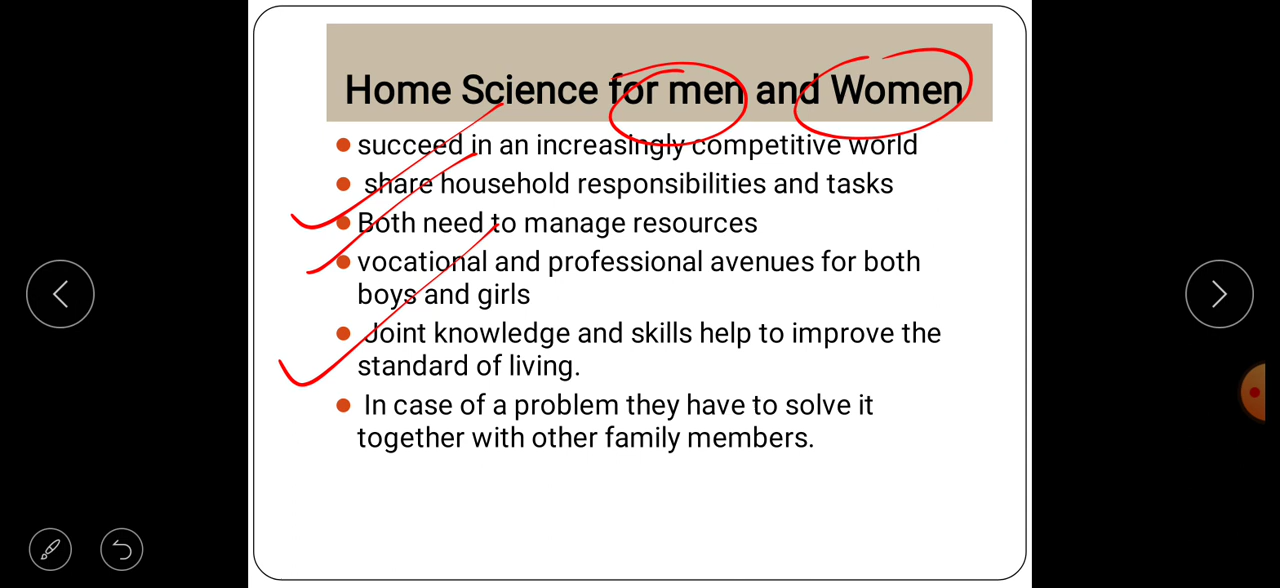 Home Science for men and Women
succeed in an increasingly competitive world
share household responsibilities and tasks
Both need to manage resources
vocational and professional avenues for both
boys and girls
Joint knowledge and skills help to improve the
standard of living.
In case of a problem they have to solve it
together with other family members.